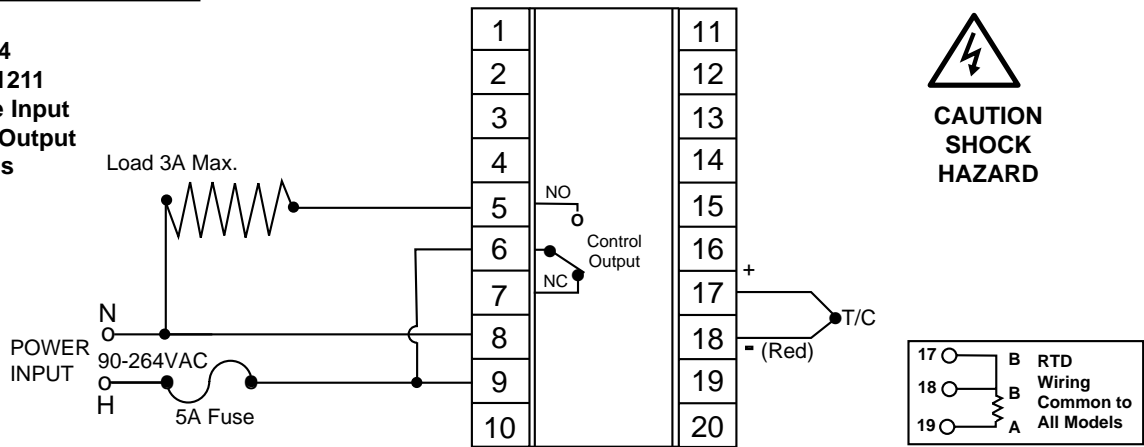 4
1211
Input
Output
Load 3A Max.
N
POWER
INPUT
90-264VAC
H
5A Fuse
1
2
3
4
5
6
7
8
9
10
NO
Control
Output
NC
11
12
13
14
15
16
17
18
19
20
+
T/C
- (Red)
CAUTION
SHOCK
HAZARD
17 B RTD
18 B Wiring
Common to
19 A All Models